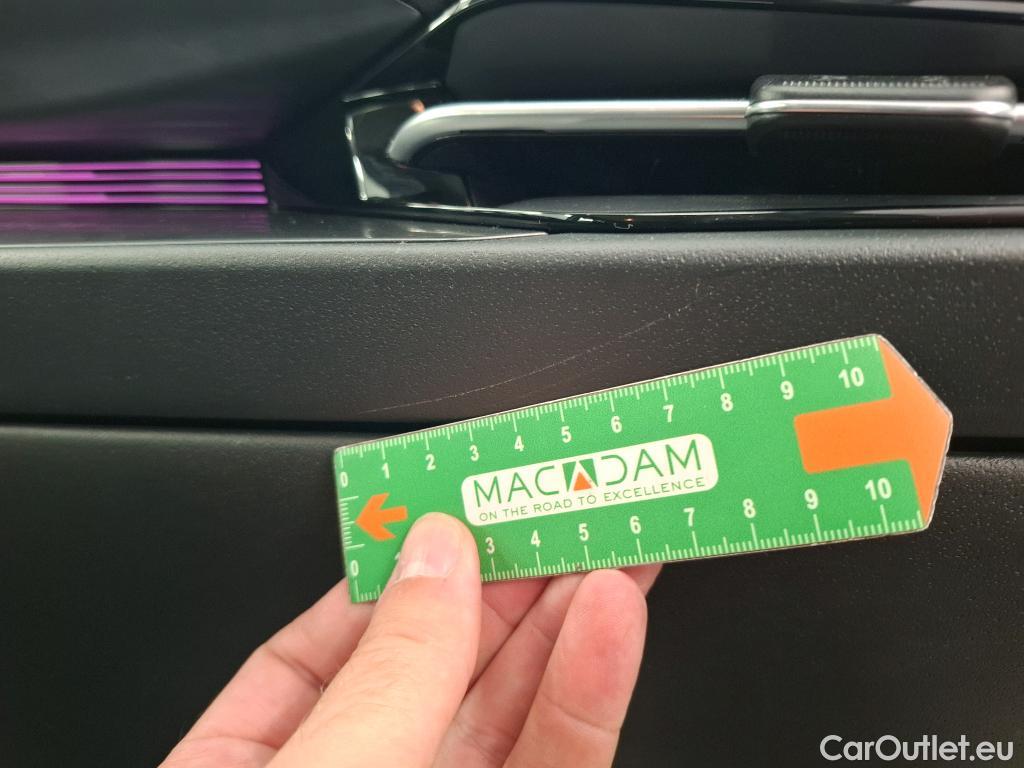 0 1 2 3 4 5 6 7 8 9 10
MACADAM
ON THE ROAD TO EXCELLENCE
0 1 3 4 5 6 7 8 9 10
CarOutlet.eu